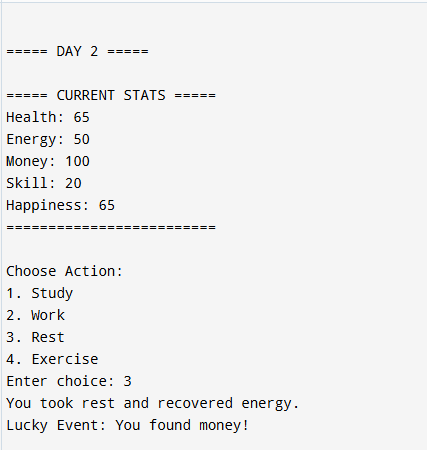 ===== DAY 2 =====
===== CURRENT STATS =====
Health: 65
Energy: 50
Money: 100
Skill: 20
Happiness: 65
=========================
Choose Action:
1. Study
2. Work
3. Rest
4. Exercise
Enter choice: 3
You took rest and recovered energy.
Lucky Event: You found money!